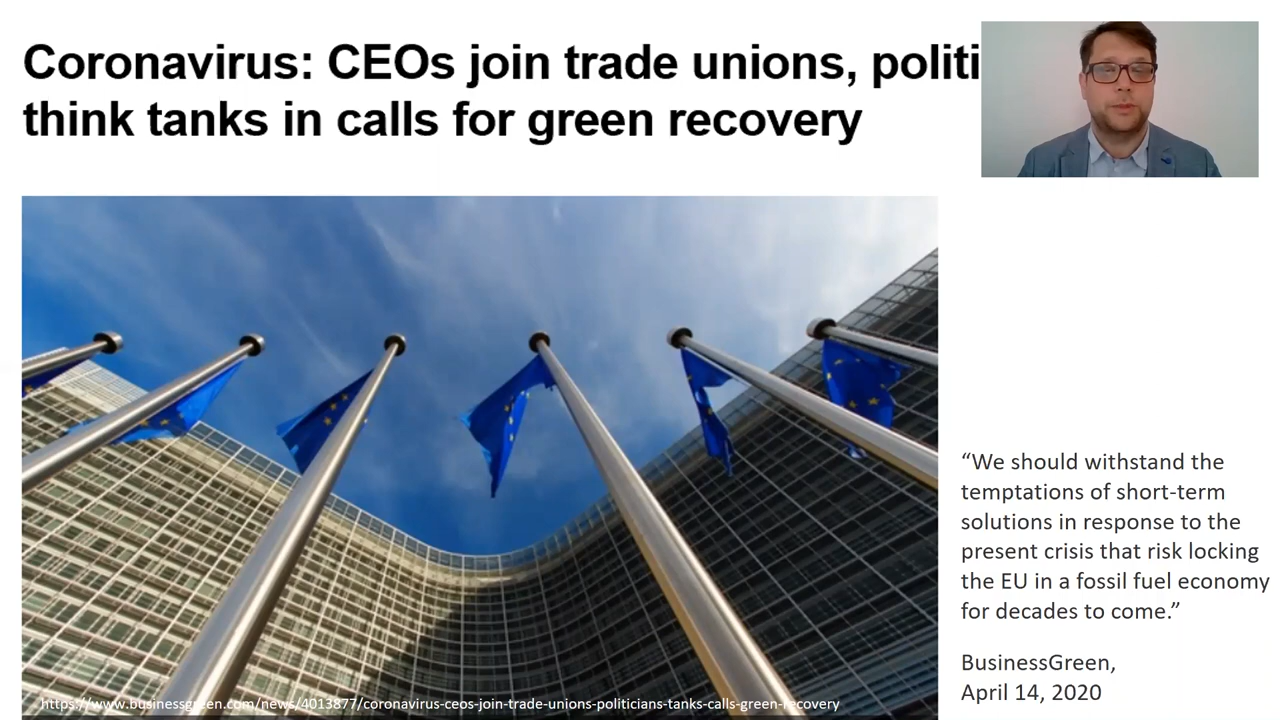 Coronavirus: CEOs join trade unions, politi
think tanks in calls for green recovery
“We should withstand the
temptations of short-term
solutions in response to the
present crisis that risk locking
the EU in a fossil fuel economy
for decades to come.”
BusinessGreen,
April 14, 2020
https://www.businessgreen.com/news/4013877/coronavirus-ceos-join-trade-unions-politicians-tanks-calls-green-recovery